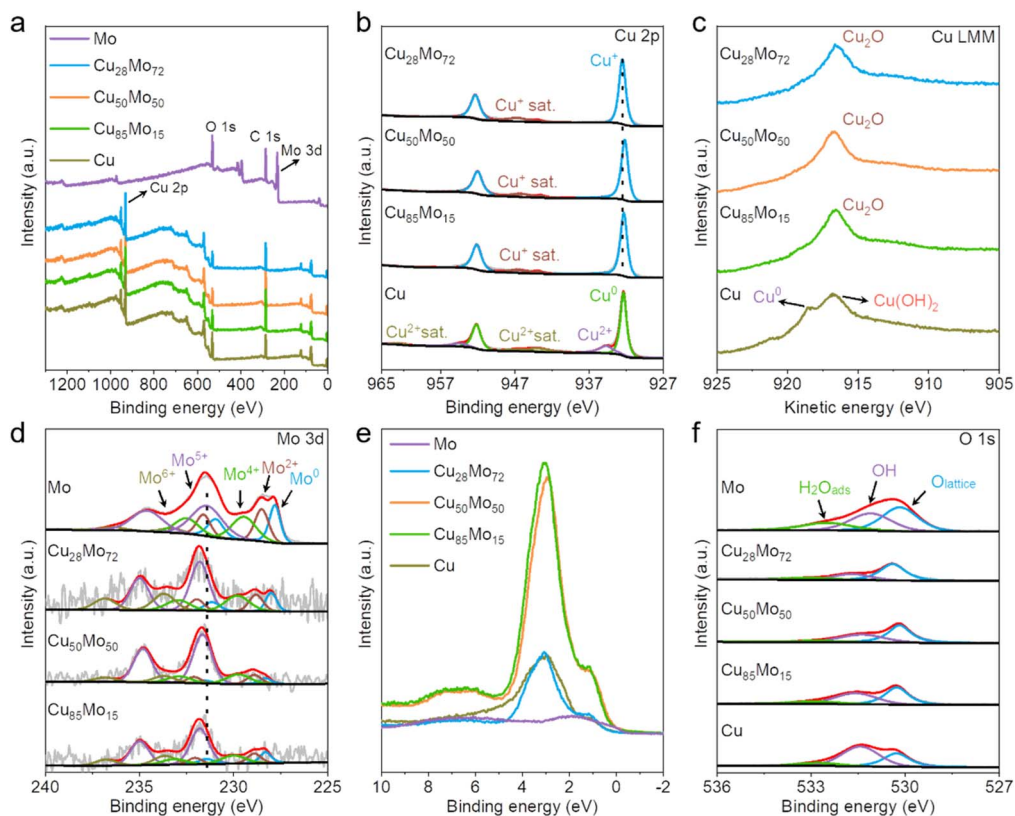 a
Mo
Cu₂₈Mo₇₂
Cu₅₀Mo₅₀
Cu₈₅Mo₁₅
Cu
O 1s
C 1s
Mo 3d
Cu 2p
Intensity (a.u.)
1300 1000 800 600 400 200 0
Binding energy (eV)
b
Cu 2p
Cu₂₈Mo₇₂
Cu⁺
Cu⁺ sat.
Cu₅₀Mo₅₀
Cu⁺ sat.
Cu₈₅Mo₁₅
Cu⁺ sat.
Cu
Cu⁰
Cu²⁺sat.
Cu²⁺sat.
Cu²⁺
Intensity (a.u.)
965 957 947 937 927
Binding energy (eV)
c
Cu LMM
Cu₂₈Mo₇₂
Cu₂O
Cu₅₀Mo₅₀
Cu₂O
Cu₈₅Mo₁₅
Cu₂O
Cu
Cu⁰
Cu(OH)₂
Intensity (a.u.)
925 920 915 910 905
Kinetic energy (eV)
d
Mo 3d
Mo⁶⁺
Mo⁵⁺
Mo⁴⁺
Mo²⁺
Mo⁰
Mo
Cu₂₈Mo₇₂
Cu₅₀Mo₅₀
Cu₈₅Mo₁₅
Intensity (a.u.)
240 235 230 225
Binding energy (eV)
e
Mo
Cu₂₈Mo₇₂
Cu₅₀Mo₅₀
Cu₈₅Mo₁₅
Cu
Intensity (a.u.)
10 8 6 4 2 0 -2
Binding energy (eV)
f
O 1s
H₂Oads
OH
Olattice
Mo
Cu₂₈Mo₇₂
Cu₅₀Mo₅₀
Cu₈₅Mo₁₅
Cu
Intensity (a.u.)
536 533 530 527
Binding energy (eV)